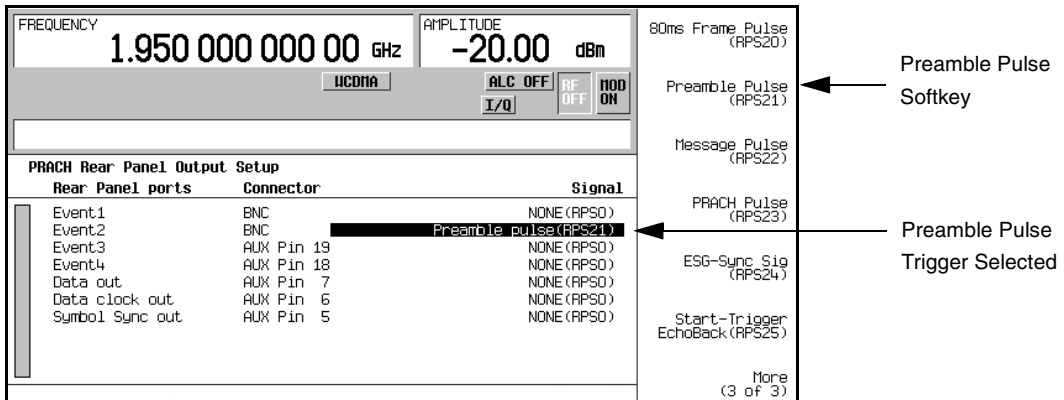 FREQUENCY
1.950 000 000 00 GHz
AMPLITUDE
-20.00 dBm
WCDMA
ALC OFF
RF OFF
MOD ON
I/Q
PRACH Rear Panel Output Setup
Rear Panel ports Connector Signal
Event1 BNC NONE(RPS0)
Event2 BNC Preamble pulse(RPS21)
Event3 AUX Pin 19 NONE(RPS0)
Event4 AUX Pin 18 NONE(RPS0)
Data out AUX Pin 7 NONE(RPS0)
Data clock out AUX Pin 6 NONE(RPS0)
Symbol Sync out AUX Pin 5 NONE(RPS0)
80ms Frame Pulse
(RPS20)
Preamble Pulse
(RPS21)
Message Pulse
(RPS22)
PRACH Pulse
(RPS23)
ESG-Sync Sig
(RPS24)
Start-Trigger
EchoBack(RPS25)
More
(3 of 3)
Preamble Pulse
Softkey
Preamble Pulse
Trigger Selected